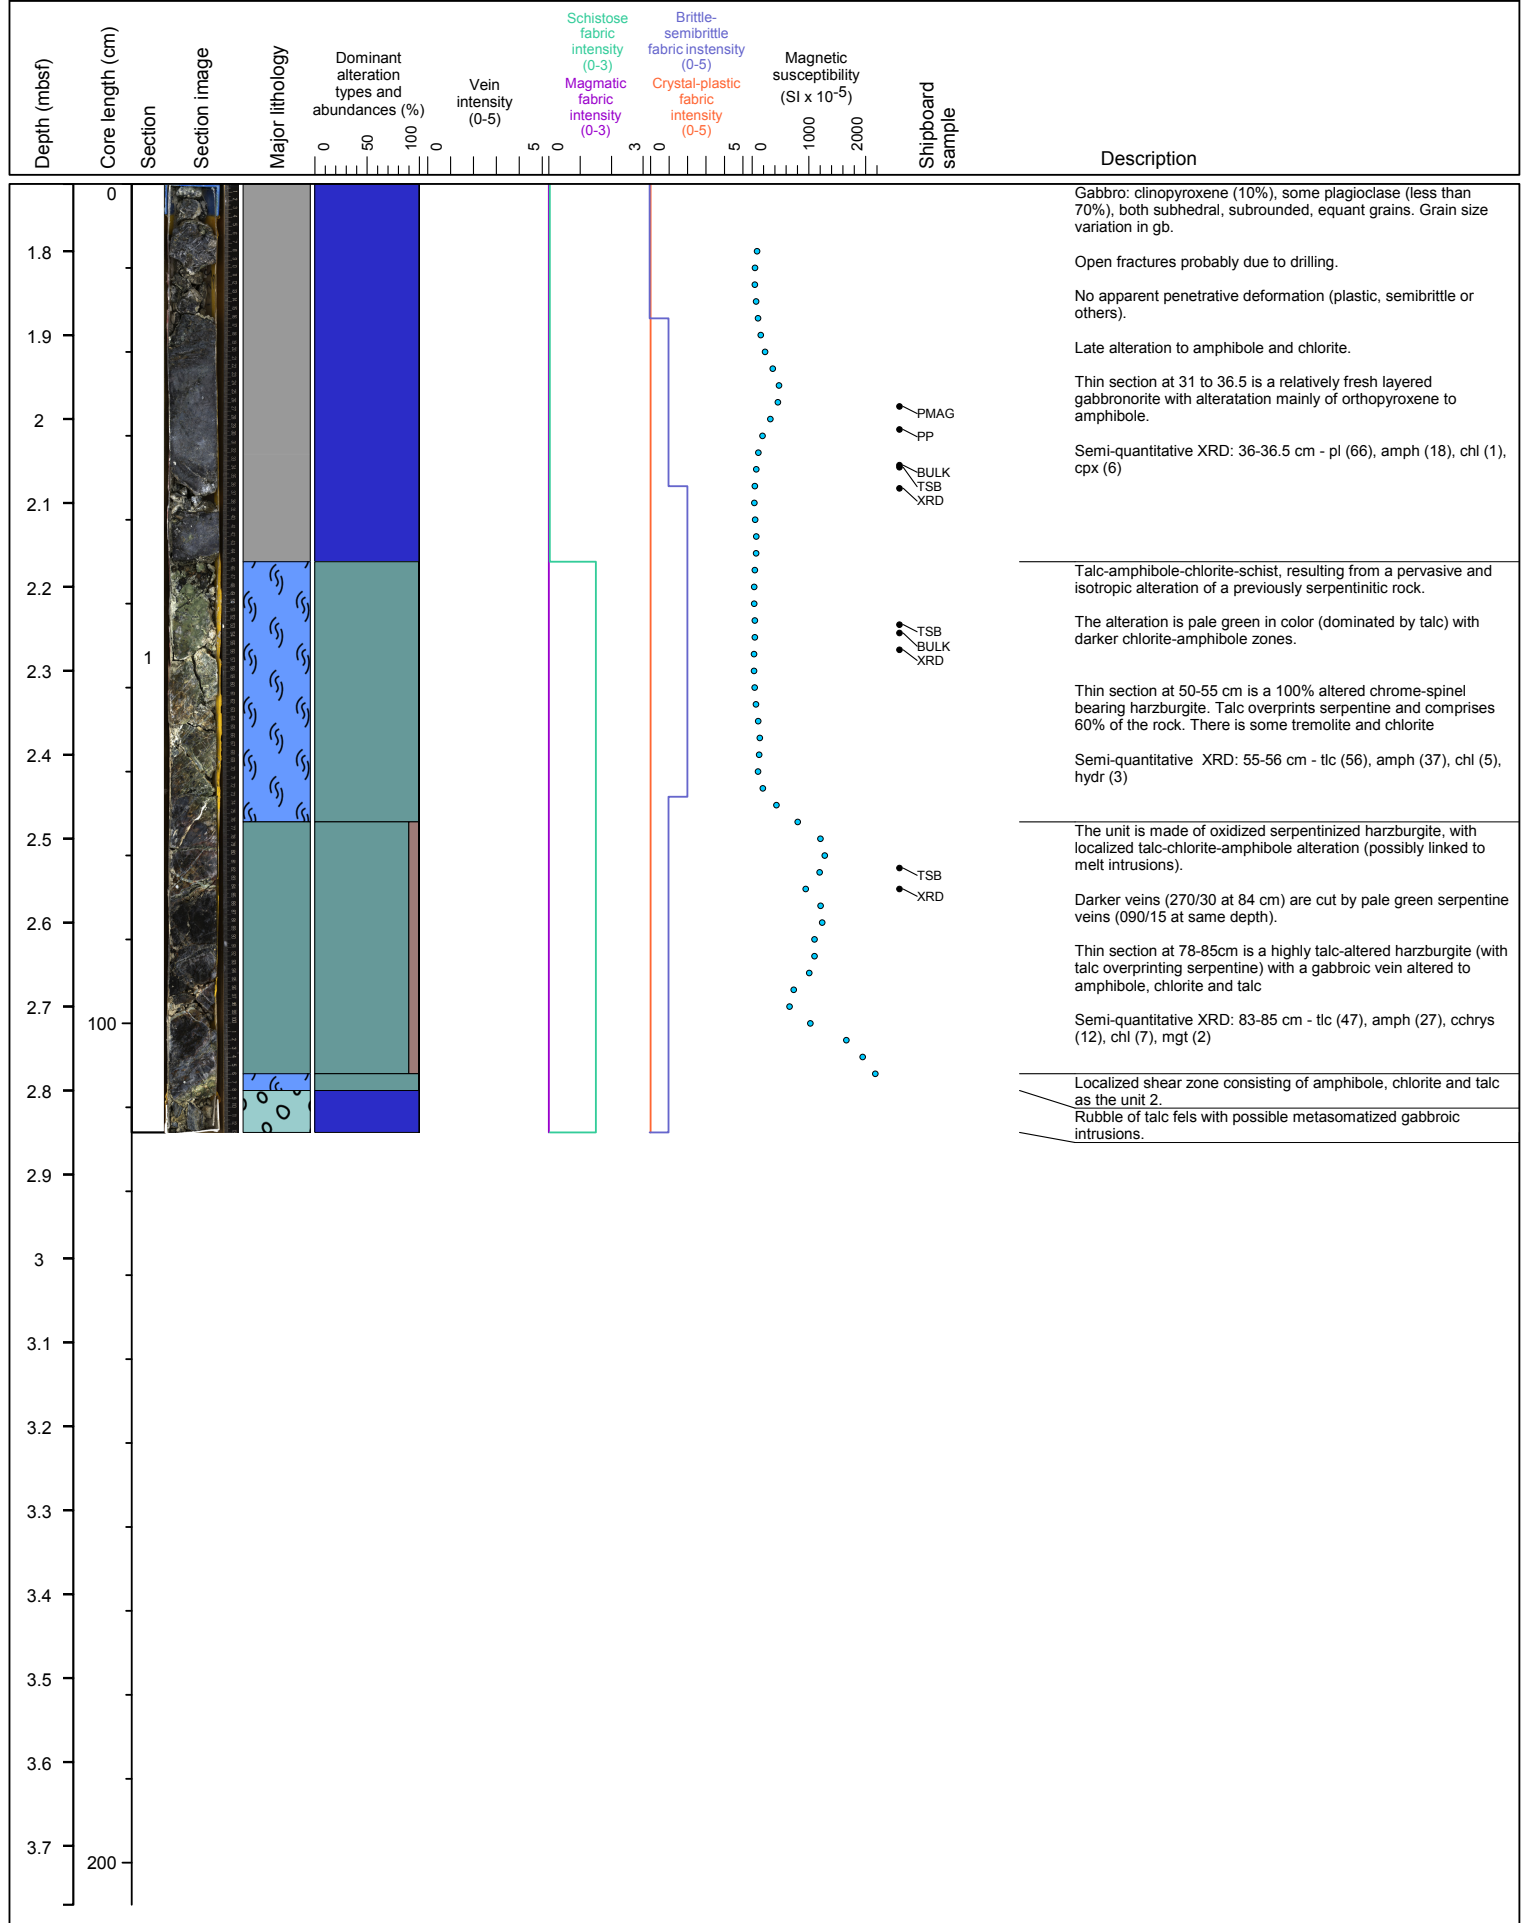 Depth (mbsf)
Core length (cm)
Section
Section image
Major lithology
Dominant
alteration
types and
abundances (%)
0
50
100
Vein
intensity
(0-5)
0
5
Schistose
fabric
intensity
(0-3)
Magmatic
fabric
intensity
(0-3)
0
3
Brittle-
semibrittle
fabric instensity
(0-5)
Crystal-plastic
fabric
intensity
(0-5)
0
5
Magnetic
susceptibility
(SI x 10-5)
0
1000
2000
Shipboard
sample
Description
0
100
200
1.8
1.9
2
2.1
2.2
2.3
2.4
2.5
2.6
2.7
2.8
2.9
3
3.1
3.2
3.3
3.4
3.5
3.6
3.7
1
PMAG
PP
BULK
TSB
XRD
TSB
BULK
XRD
TSB
XRD
Gabbro: clinopyroxene (10%), some plagioclase (less than
70%), both subhedral, subrounded, equant grains. Grain size
variation in gb.
Open fractures probably due to drilling.
No apparent penetrative deformation (plastic, semibrittle or
others).
Late alteration to amphibole and chlorite.
Thin section at 31 to 36.5 is a relatively fresh layered
gabbronorite with alteratation mainly of orthopyroxene to
amphibole.
Semi-quantitative XRD: 36-36.5 cm - pl (66), amph (18), chl (1),
cpx (6)
Talc-amphibole-chlorite-schist, resulting from a pervasive and
isotropic alteration of a previously serpentinitic rock.
The alteration is pale green in color (dominated by talc) with
darker chlorite-amphibole zones.
Thin section at 50-55 cm is a 100% altered chrome-spinel
bearing harzburgite. Talc overprints serpentine and comprises
60% of the rock. There is some tremolite and chlorite
Semi-quantitative XRD: 55-56 cm - tlc (56), amph (37), chl (5),
hydr (3)
The unit is made of oxidized serpentinized harzburgite, with
localized talc-chlorite-amphibole alteration (possibly linked to
melt intrusions).
Darker veins (270/30 at 84 cm) are cut by pale green serpentine
veins (090/15 at same depth).
Thin section at 78-85cm is a highly talc-altered harzburgite (with
talc overprinting serpentine) with a gabbroic vein altered to
amphibole, chlorite and talc
Semi-quantitative XRD: 83-85 cm - tlc (47), amph (27), cchrys
(12), chl (7), mgt (2)
Localized shear zone consisting of amphibole, chlorite and talc
as the unit 2.
Rubble of talc fels with possible metasomatized gabbroic
intrusions.